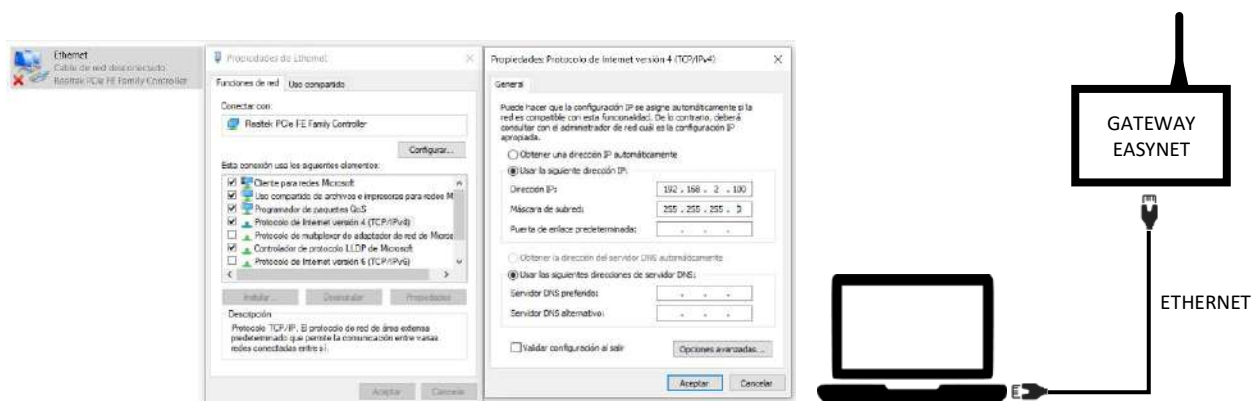 Ethernet
Cable de red desconectado
Realtek PCIe FE Family Controller
Propiedades de Ethernet
Funciones de red
Uso compartido
Conectar con:
Realtek PCIe FE Family Controller
Configurar...
Esta conexión usa los siguientes elementos:
Cliente para redes Microsoft
Uso compartido de archivos e impresoras para redes M
Programador de paquetes QoS
Protocolo de Internet versión 4 (TCP/IPv4)
Protocolo de multiplexor de adaptador de red de Micros
Controlador de protocolo LLDP de Microsoft
Protocolo de Internet versión 6 (TCP/IPv6)
Instalar...
Desinstalar
Propiedades
Descripción
Protocolo TCP/IP. El protocolo de red de área extensa
predeterminado que permite la comunicación entre varias
redes conectadas entre sí.
Aceptar
Cancelar
Propiedades: Protocolo de Internet versión 4 (TCP/IPv4)
General
Puede hacer que la configuración IP se asigne automáticamente si la
red es compatible con esta funcionalidad. De lo contrario, deberá
consultar con el administrador de red cuál es la configuración IP
apropiada.
Obtener una dirección IP automáticamente
Usar la siguiente dirección IP:
Dirección IP:
192 . 168 . 2 . 100
Máscara de subred:
255 . 255 . 255 .
Puerta de enlace predeterminada:
Obtener la dirección del servidor DNS automáticamente
Usar las siguientes direcciones de servidor DNS:
Servidor DNS preferido:
Servidor DNS alternativo:
Validar configuración al salir
Opciones avanzadas...
Aceptar
Cancelar
GATEWAY
EASYNET
ETHERNET